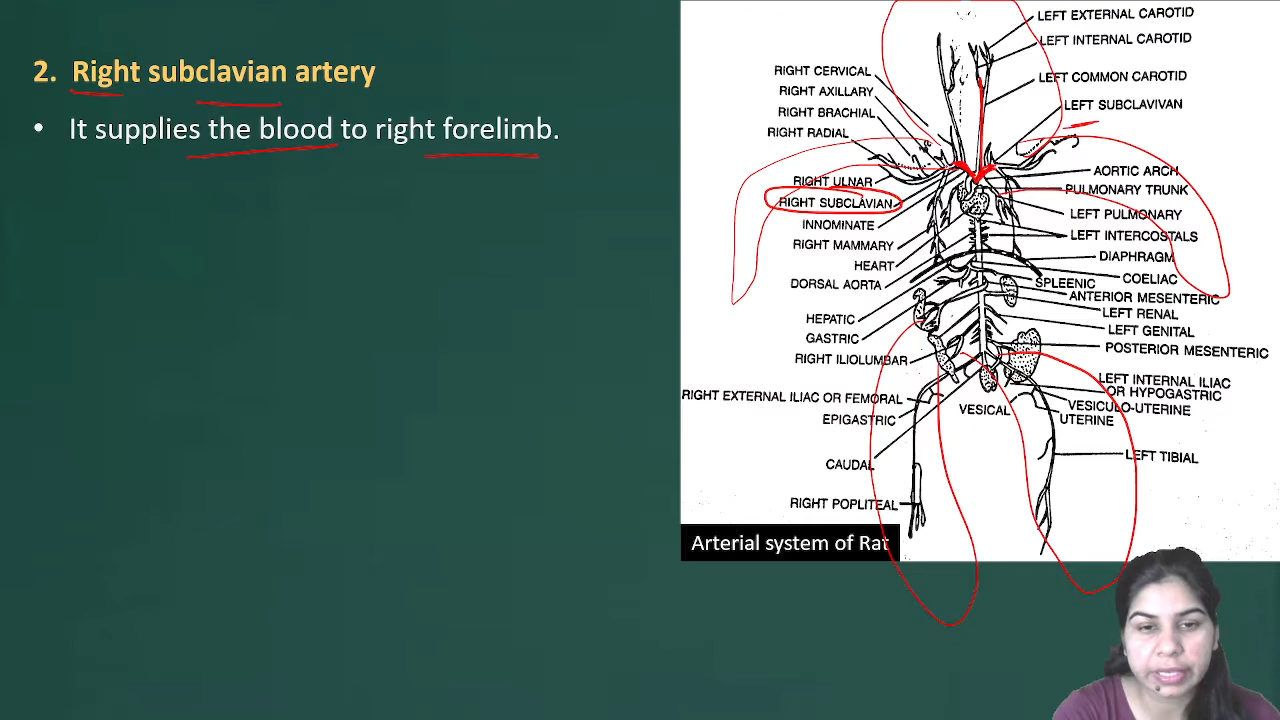 2. Right subclavian artery
• It supplies the blood to right forelimb.
LEFT EXTERNAL CAROTID
LEFT INTERNAL CAROTID
RIGHT CERVICAL
LEFT COMMON CAROTID
RIGHT AXILLARY
RIGHT BRACHIAL
LEFT SUBCLAVIVAN
RIGHT RADIAL
AORTIC ARCH
RIGHT ULNAR
PULMONARY TRUNK
RIGHT SUBCLAVIAN
LEFT PULMONARY
INNOMINATE
LEFT INTERCOSTALS
RIGHT MAMMARY
DIAPHRAGM
HEART
COELIAC
DORSAL AORTA
SPLEENIC
ANTERIOR MESENTERIC
LEFT RENAL
HEPATIC
LEFT GENITAL
GASTRIC
POSTERIOR MESENTERIC
RIGHT ILIOLUMBAR
LEFT INTERNAL ILIAC
OR HYPOGASTRIC
RIGHT EXTERNAL ILIAC OR FEMORAL
VESICULO-UTERINE
VESICAL
EPIGASTRIC
UTERINE
LEFT TIBIAL
CAUDAL
RIGHT POPLITEAL
Arterial system of Rat